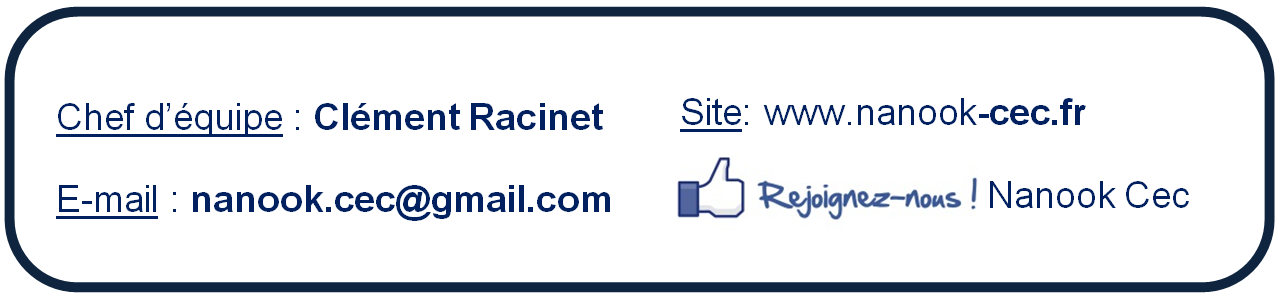 Chef d’équipe : Clément Racinet
E-mail : nanook.cec@gmail.com
Site: www.nanook-cec.fr
Rejoignez-nous ! Nanook Cec